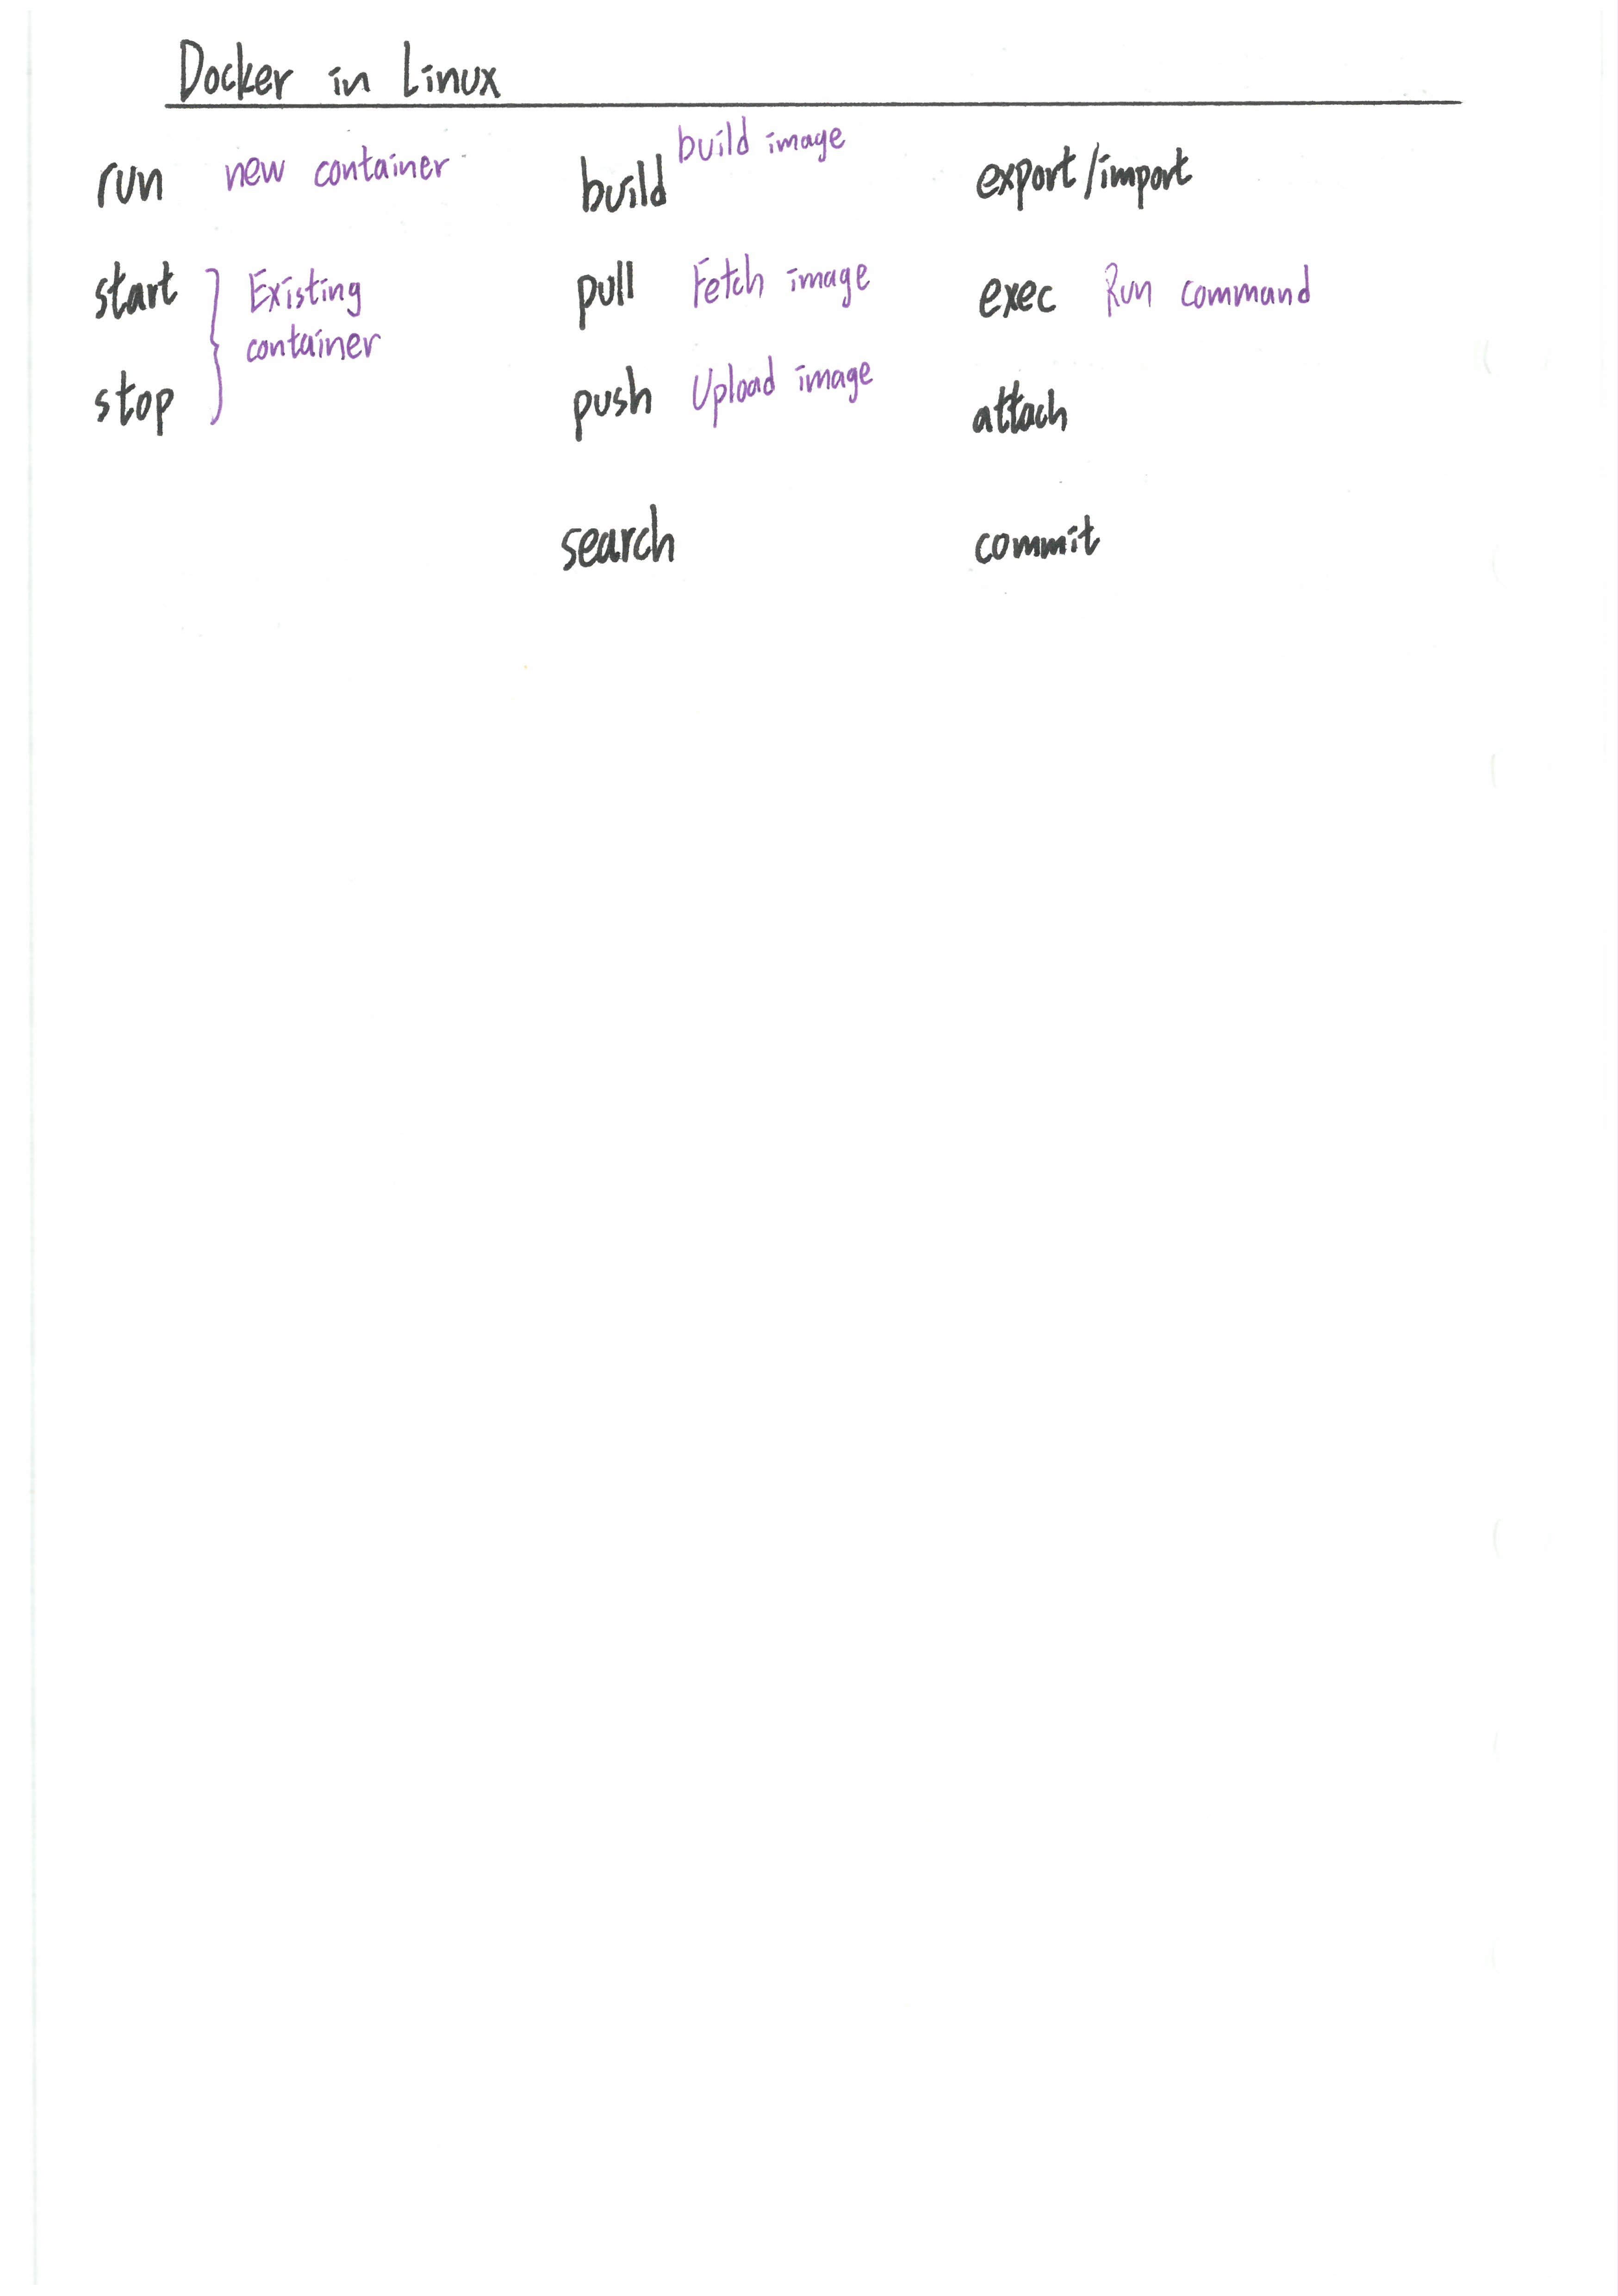 Docker in Linux
run new container
start
stop
Existing
container
build build image
pull Fetch image
push Upload image
search
export/import
exec Run command
attach
commit